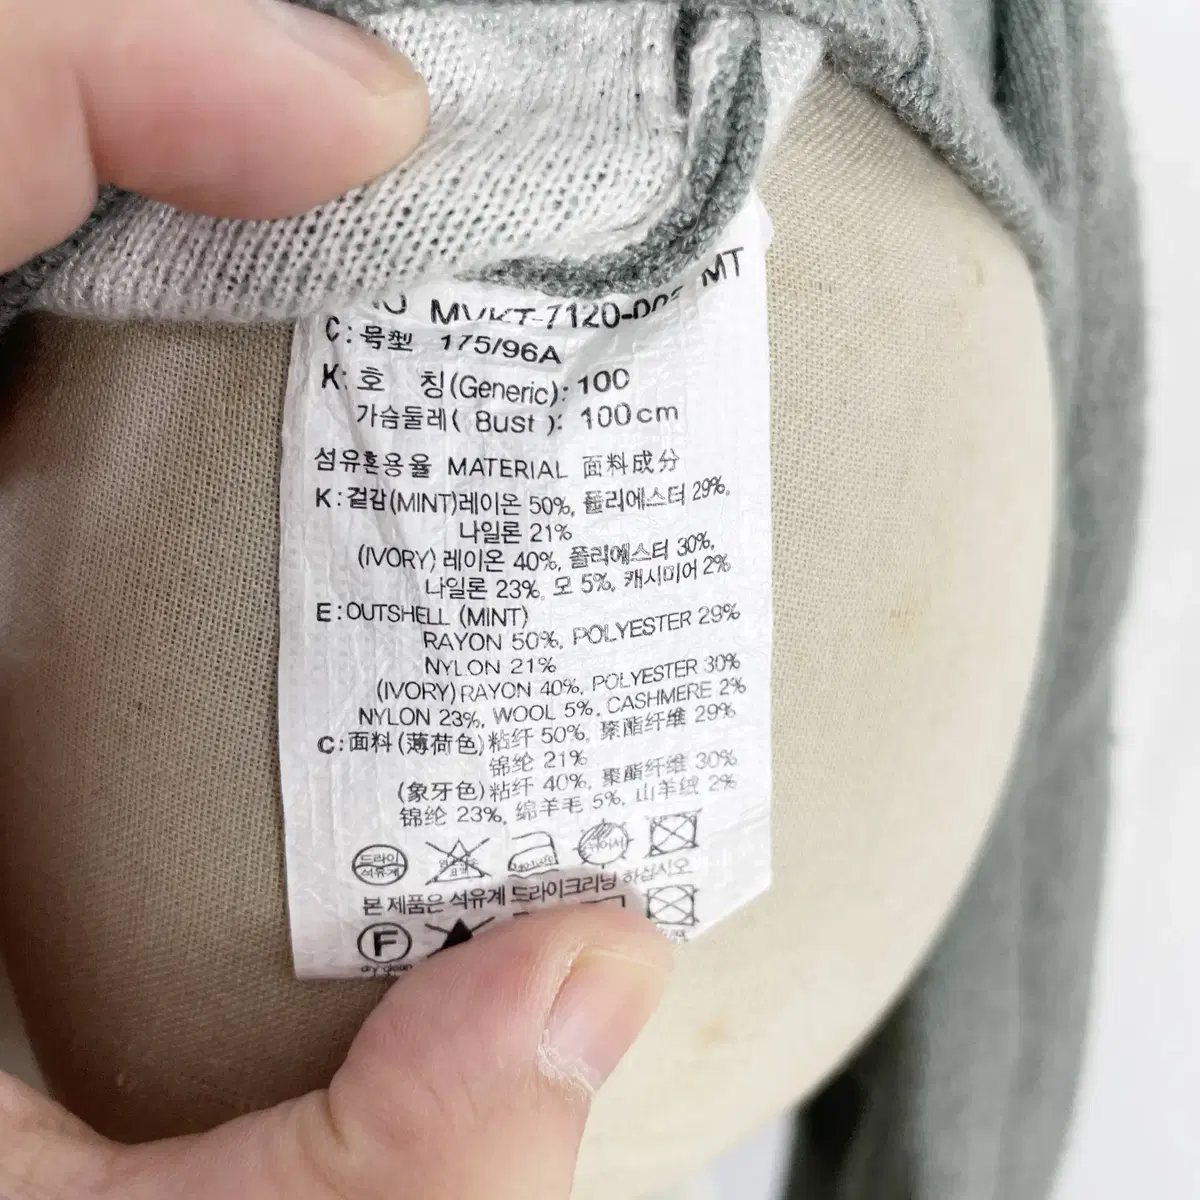 NO MVKT-7120-005 MT
C:号型 175/96A
K:호 칭(Generic): 100
가슴둘레( Bust ): 100cm
섬유혼용율 MATERIAL 面料成分
K:겉감(MINT)레이온 50%, 폴리에스터 29%,
나일론 21%
(IVORY) 레이온 40%, 폴리에스터 30%,
나일론 23%, 모 5%, 캐시미어 2%
E:OUTSHELL (MINT)
RAYON 50%, POLYESTER 29%
NYLON 21%
(IVORY)RAYON 40%, POLYESTER 30%
NYLON 23%, WOOL 5%, CASHMERE 2%
C:面料(薄荷色)粘纤 50%, 聚酯纤维 29%
锦纶 21%
(象牙色)粘纤 40%, 聚酯纤维 30%
锦纶 23%, 绵羊毛 5%, 山羊绒 2%
드라이
석유계
본 제품은 석유계 드라이크리닝 하십시오
F
dry clean